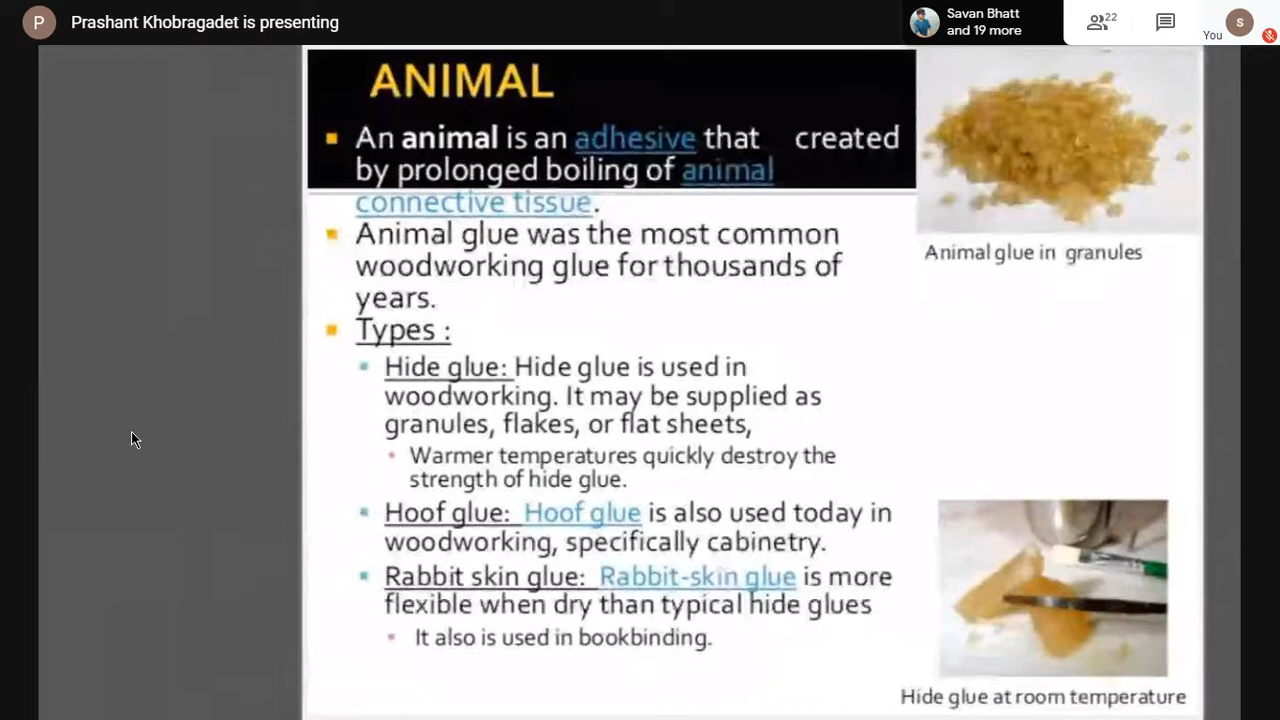 P Prashant Khobragadet is presenting
Savan Bhatt
and 19 more
22
You
S
ANIMAL
An animal is an adhesive that created
by prolonged boiling of animal
connective tissue.
Animal glue was the most common
woodworking glue for thousands of
years.
Types :
Hide glue: Hide glue is used in
woodworking. It may be supplied as
granules, flakes, or flat sheets,
Warmer temperatures quickly destroy the
strength of hide glue.
Hoof glue: Hoof glue is also used today in
woodworking, specifically cabinetry.
Rabbit skin glue: Rabbit-skin glue is more
flexible when dry than typical hide glues
It also is used in bookbinding.
Animal glue in granules
Hide glue at room temperature